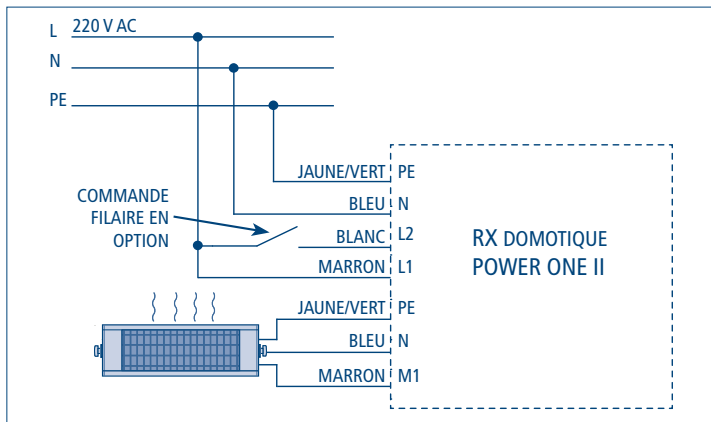 L 220 V AC
N
PE
JAUNE/VERT PE
COMMANDE
FILAIRE EN
OPTION
BLEU N
BLANC L2
MARRON L1
RX DOMOTIQUE
POWER ONE II
JAUNE/VERT PE
BLEU N
MARRON M1